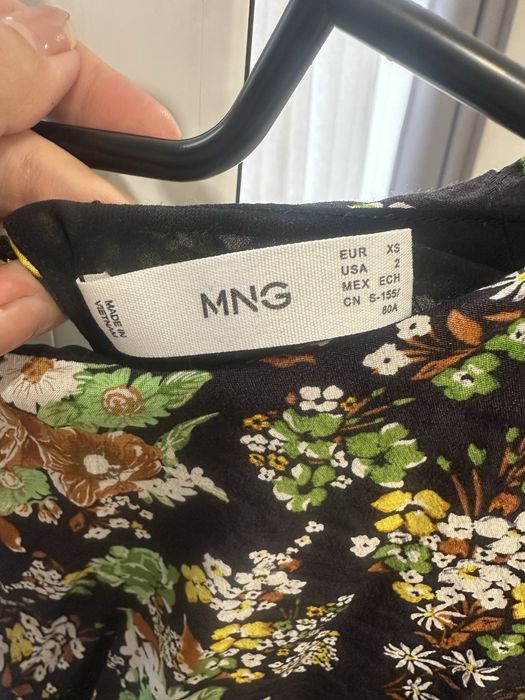 MADE IN
VIETNAM
MNG
EUR XS
USA 2
MEX ECH
CN S-155/
80A